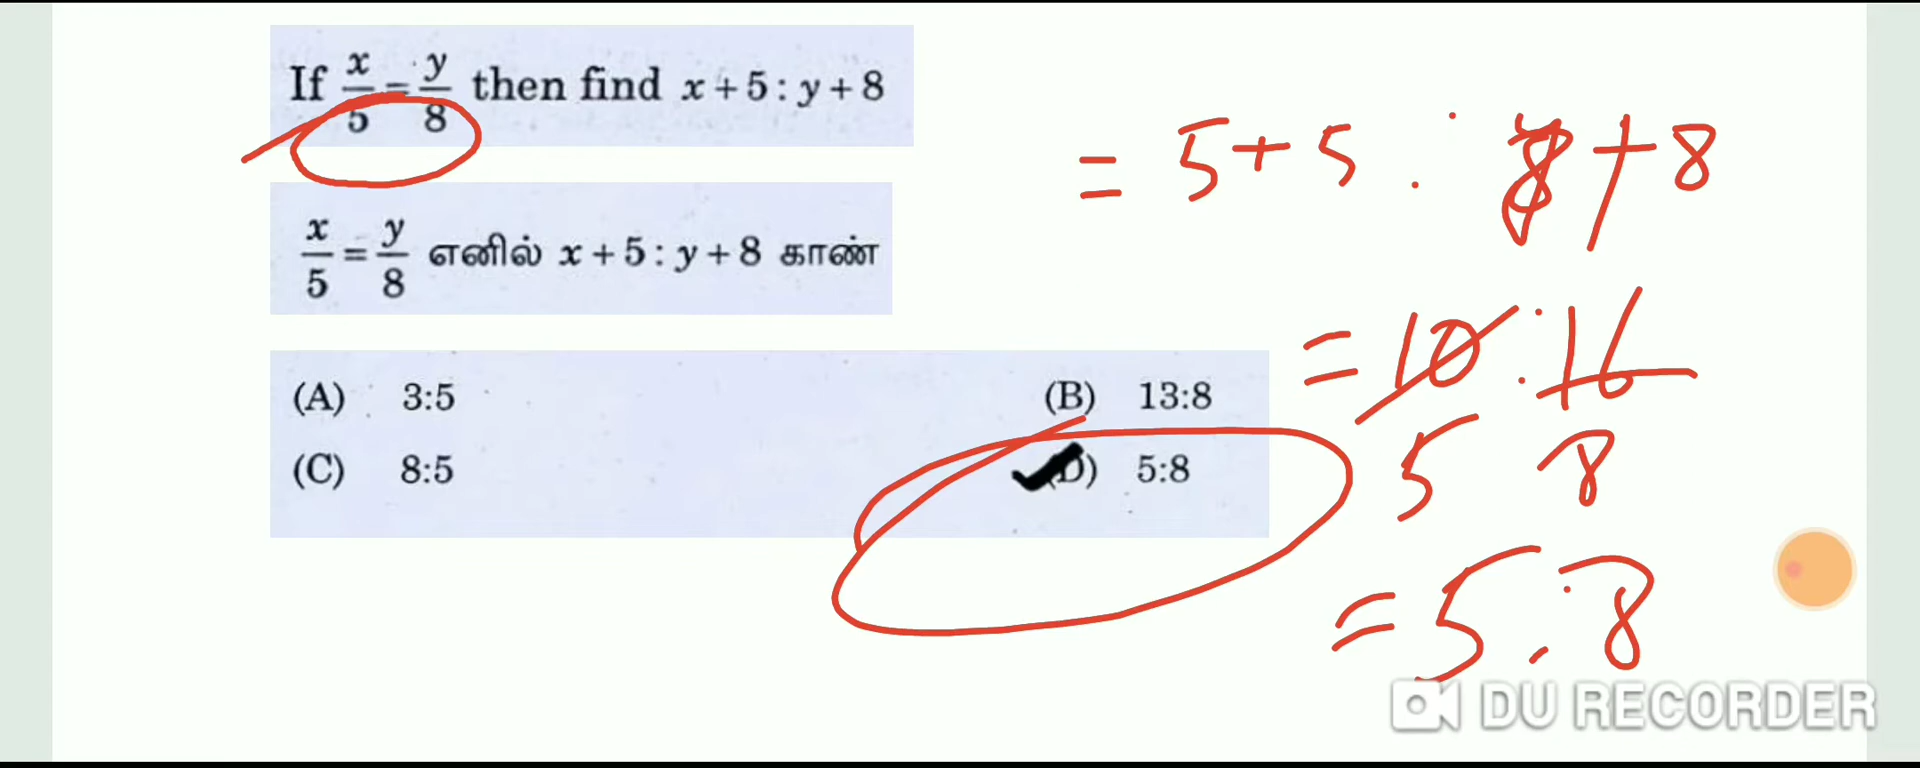 If x/5 = y/8 then find x + 5 : y + 8
x/5 = y/8 எனில் x + 5 : y + 8 காண்
(A) 3:5
(B) 13:8
(C) 8:5
(D) 5:8
= 5 + 5 : 8 + 8
= 10 : 16
5 8
= 5 : 8
DU RECORDER